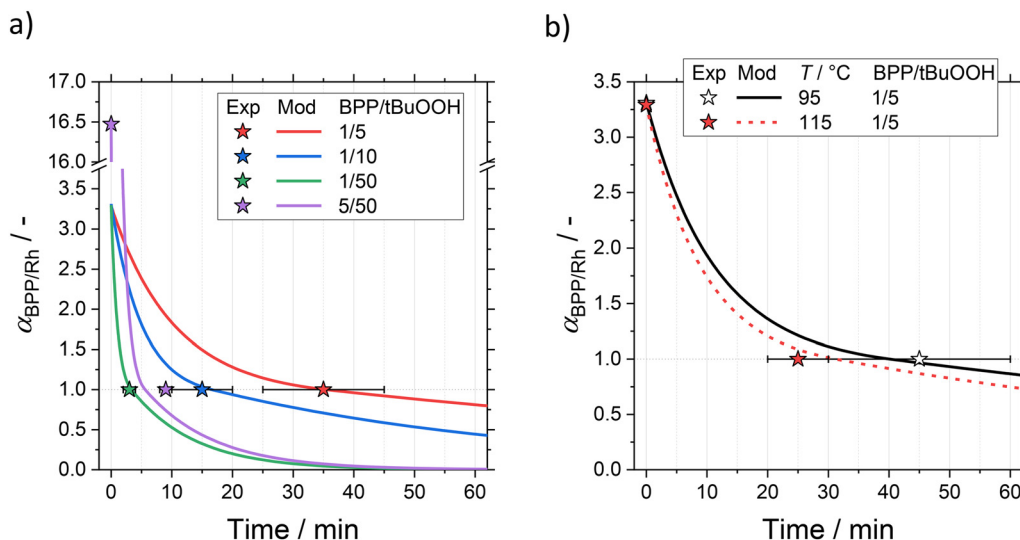 a)
Exp Mod BPP/tBuOOH
1/5
1/10
1/50
5/50
17.0
16.5
16.0
3.5
3.0
2.5
2.0
1.5
1.0
0.5
0.0
αBPP/Rh / -
0 10 20 30 40 50 60
Time / min
b)
Exp Mod T / °C BPP/tBuOOH
95 1/5
115 1/5
3.5
3.0
2.5
2.0
1.5
1.0
0.5
0.0
αBPP/Rh / -
0 10 20 30 40 50 60
Time / min